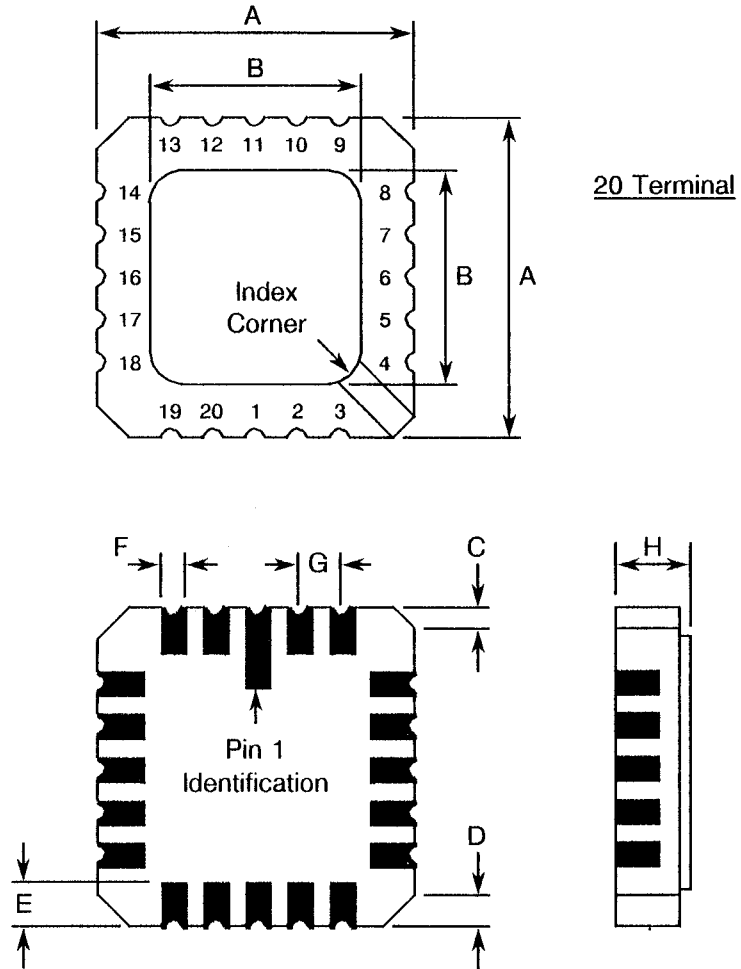 A
B
13 12 11 10 9
20 Terminal
14 8
15 7
16 6
17 5
18 4
B A
Index
Corner
19 20 1 2 3
F G C H
Pin 1
Identification
D
E